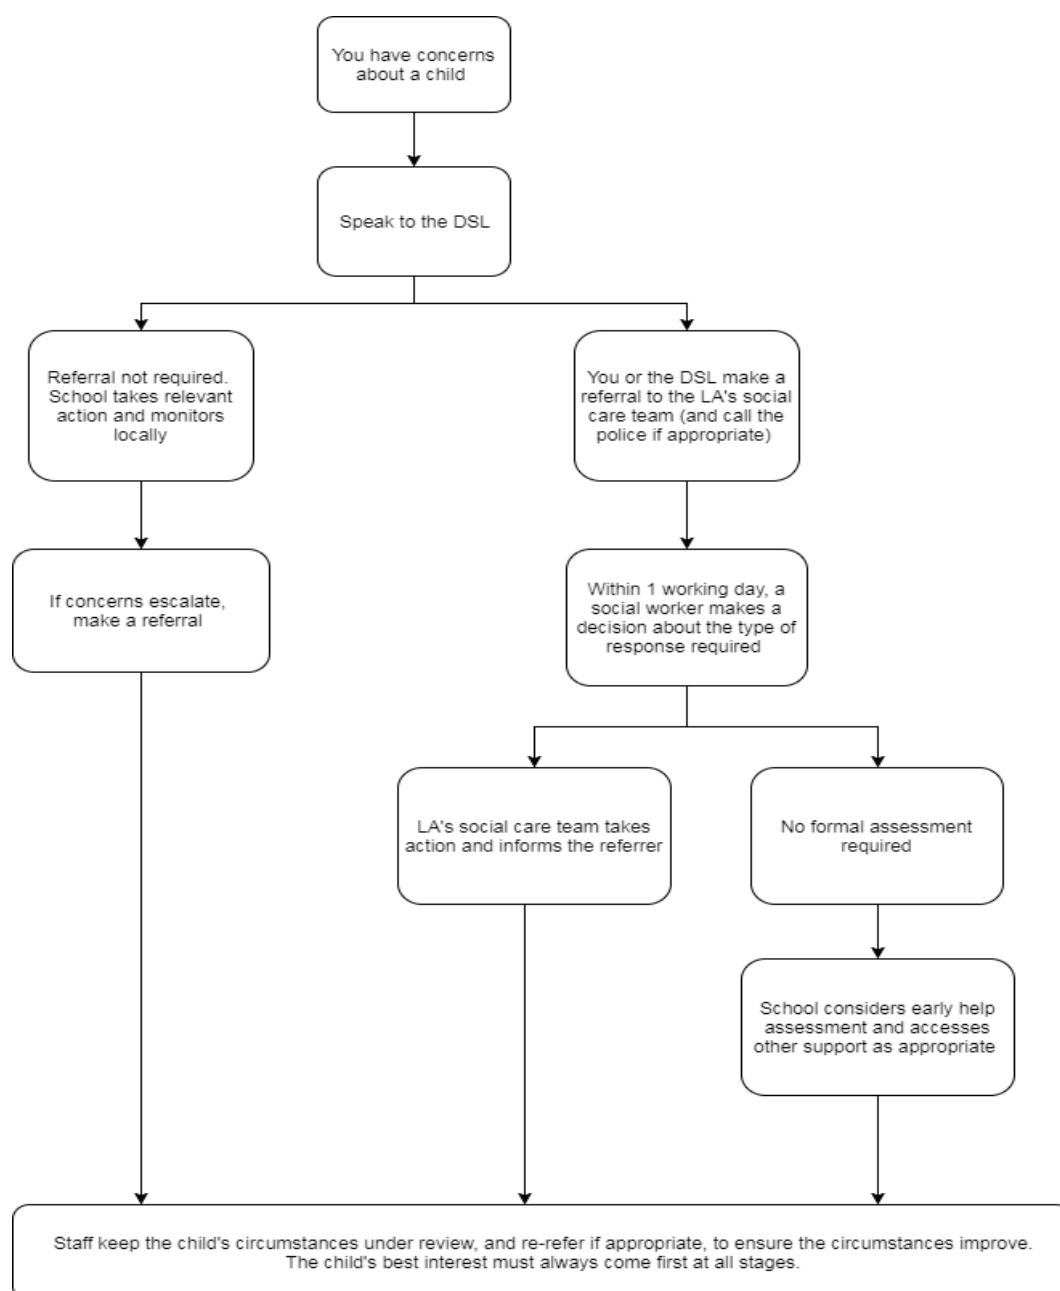 You have concerns
about a child
Speak to the DSL
Referral not required.
School takes relevant
action and monitors
locally
You or the DSL make a
referral to the LA's social
care team (and call the
police if appropriate)
If concerns escalate,
make a referral
Within 1 working day, a
social worker makes a
decision about the type of
response required
LA's social care team takes
action and informs the referrer
No formal assessment
required
School considers early help
assessment and accesses
other support as appropriate
Staff keep the child's circumstances under review, and re-refer if appropriate, to ensure the circumstances improve.
The child's best interest must always come first at all stages.